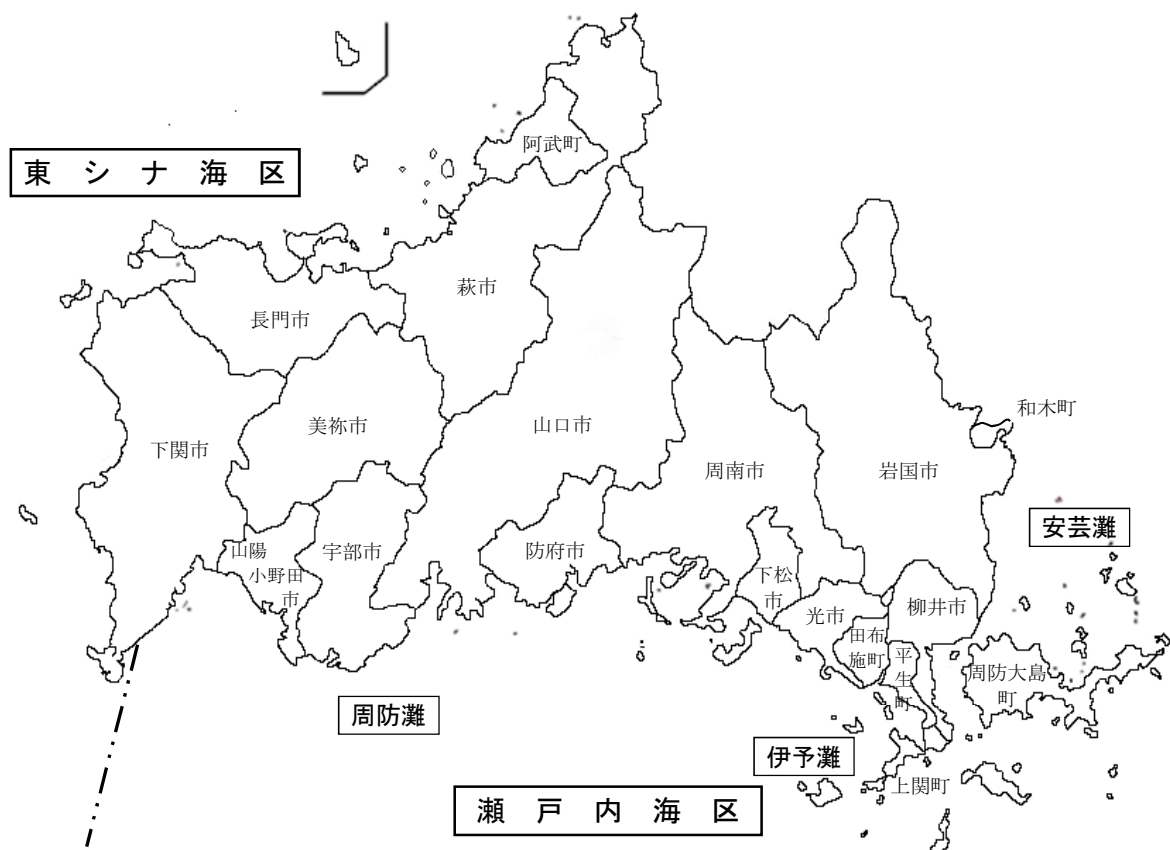 阿武町
東シナ海区
萩市
長門市
和木町
美祢市
山口市
下関市
周南市
岩国市
安芸灘
山陽
小野田
市
宇部市
防府市
下松
市
光市
柳井市
田布
施町
平
生
町
周防大島
町
周防灘
伊予灘
上関町
瀬戸内海区